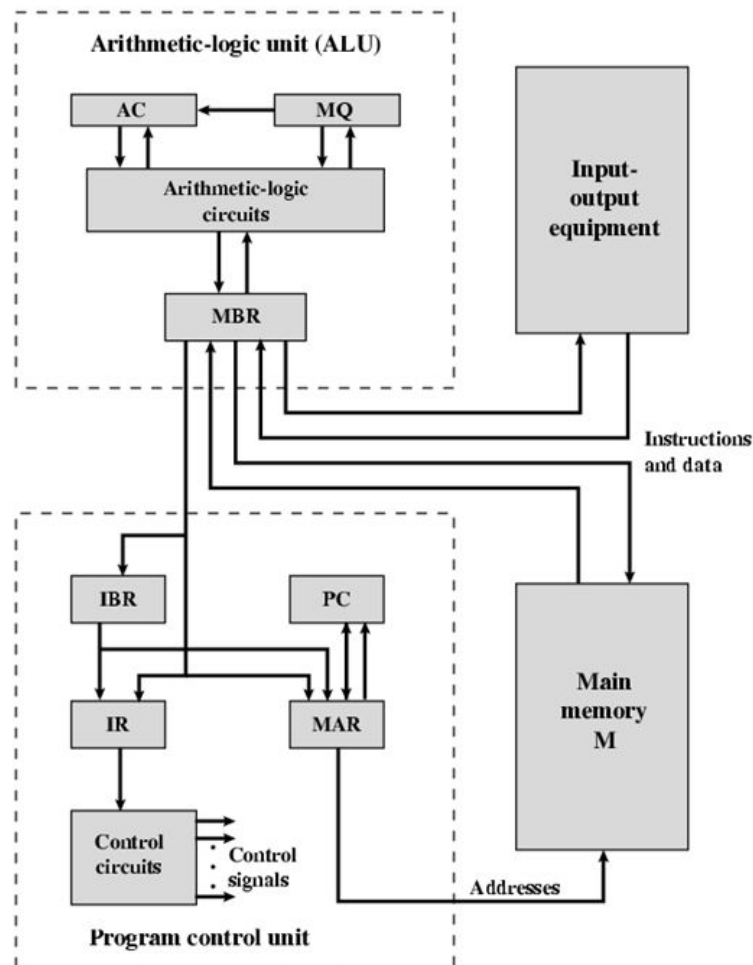 Arithmetic-logic unit (ALU)
AC
MQ
Arithmetic-logic
circuits
MBR
Input-
output
equipment
Instructions
and data
IBR
PC
IR
MAR
Main
memory
M
Control
circuits
Control
signals
Addresses
Program control unit